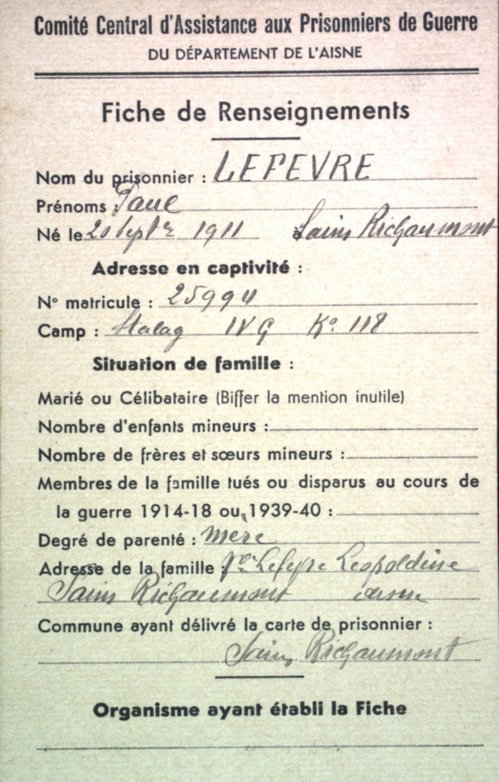 Comité Central d'Assistance aux Prisonniers de Guerre
DU DÉPARTEMENT DE L'AISNE
Fiche de Renseignements
Nom du prisonnier : LEFEVRE
Prénoms : Paul
Né le 20 Sept 1911 Sains Richaumont
Adresse en captivité :
N° matricule : 25994
Camp : Stalag IV G K° 118
Situation de famille :
Marié ou Célibataire (Biffer la mention inutile)
Nombre d'enfants mineurs :
Nombre de frères et sœurs mineurs :
Membres de la famille tués ou disparus au cours de
la guerre 1914-18 ou 1939-40 :
Degré de parenté : mère
Adresse de la famille : Lefevre Leopoldine
Sains Richaumont aisne
Commune ayant délivré la carte de prisonnier :
Sains Richaumont
Organisme ayant établi la Fiche